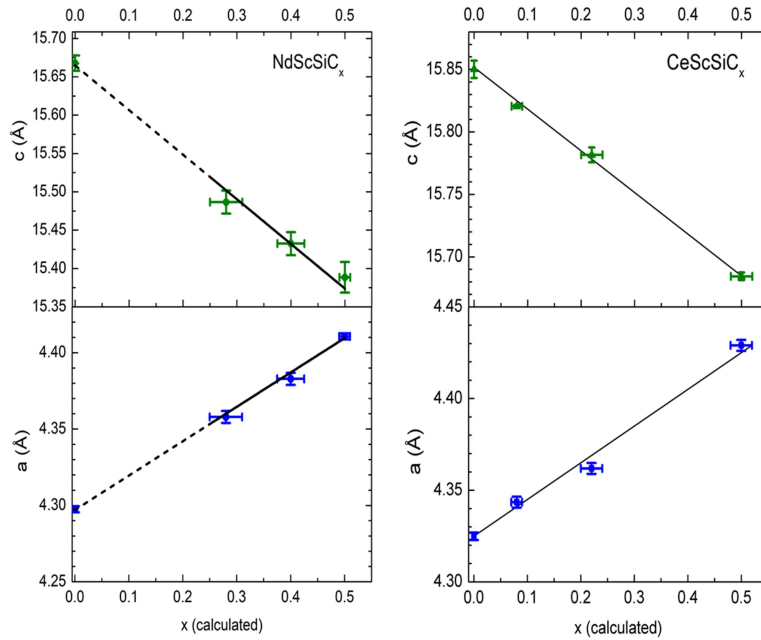 0.0 0.1 0.2 0.3 0.4 0.5
0.0 0.1 0.2 0.3 0.4 0.5
NdScSiCx
CeScSiCx
15.70
15.65
15.60
15.55
15.50
15.45
15.40
15.35
c (Å)
15.85
15.80
15.75
15.70
c (Å)
4.40
4.35
4.30
4.25
a (Å)
4.45
4.40
4.35
4.30
a (Å)
0.0 0.1 0.2 0.3 0.4 0.5
0.0 0.1 0.2 0.3 0.4 0.5
x (calculated)
x (calculated)